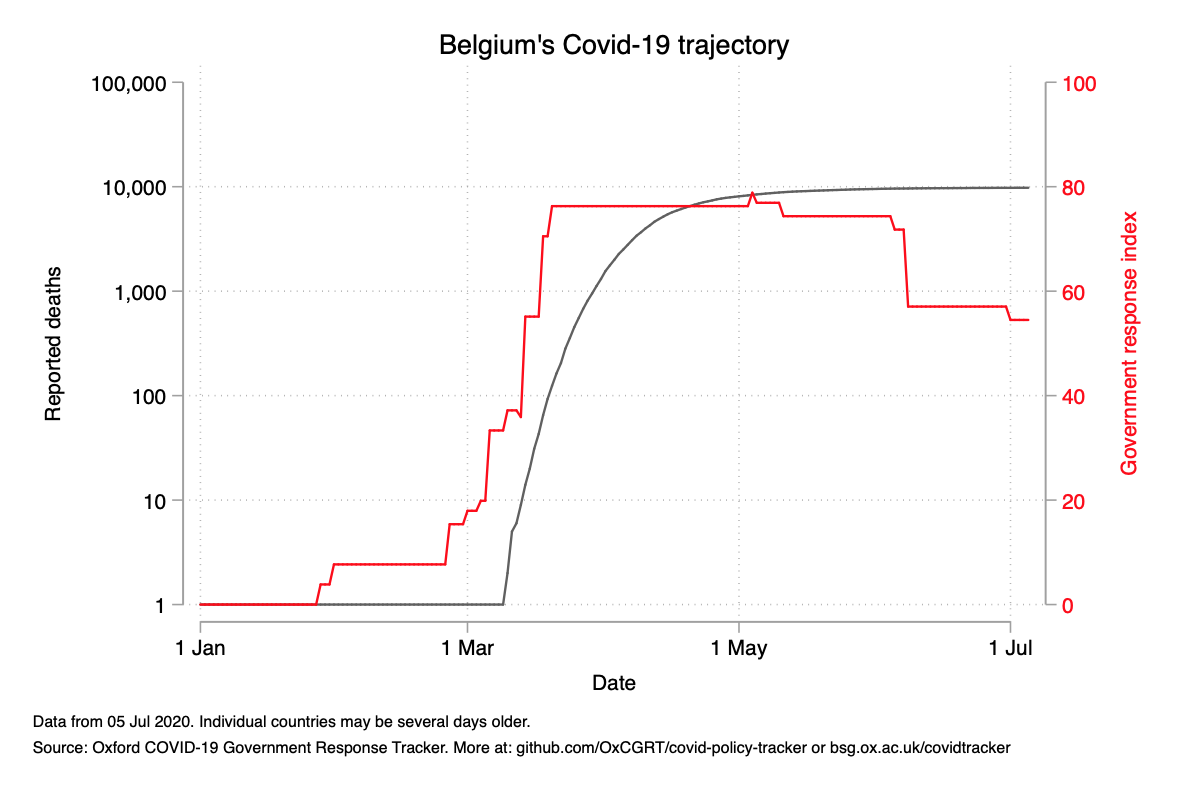 Belgium's Covid-19 trajectory
100,000
10,000
1,000
100
10
1
Reported deaths
100
80
60
40
20
0
Government response index
1 Jan
1 Mar
1 May
1 Jul
Date
Data from 05 Jul 2020. Individual countries may be several days older.
Source: Oxford COVID-19 Government Response Tracker. More at: github.com/OxCGRT/covid-policy-tracker or bsg.ox.ac.uk/covidtracker